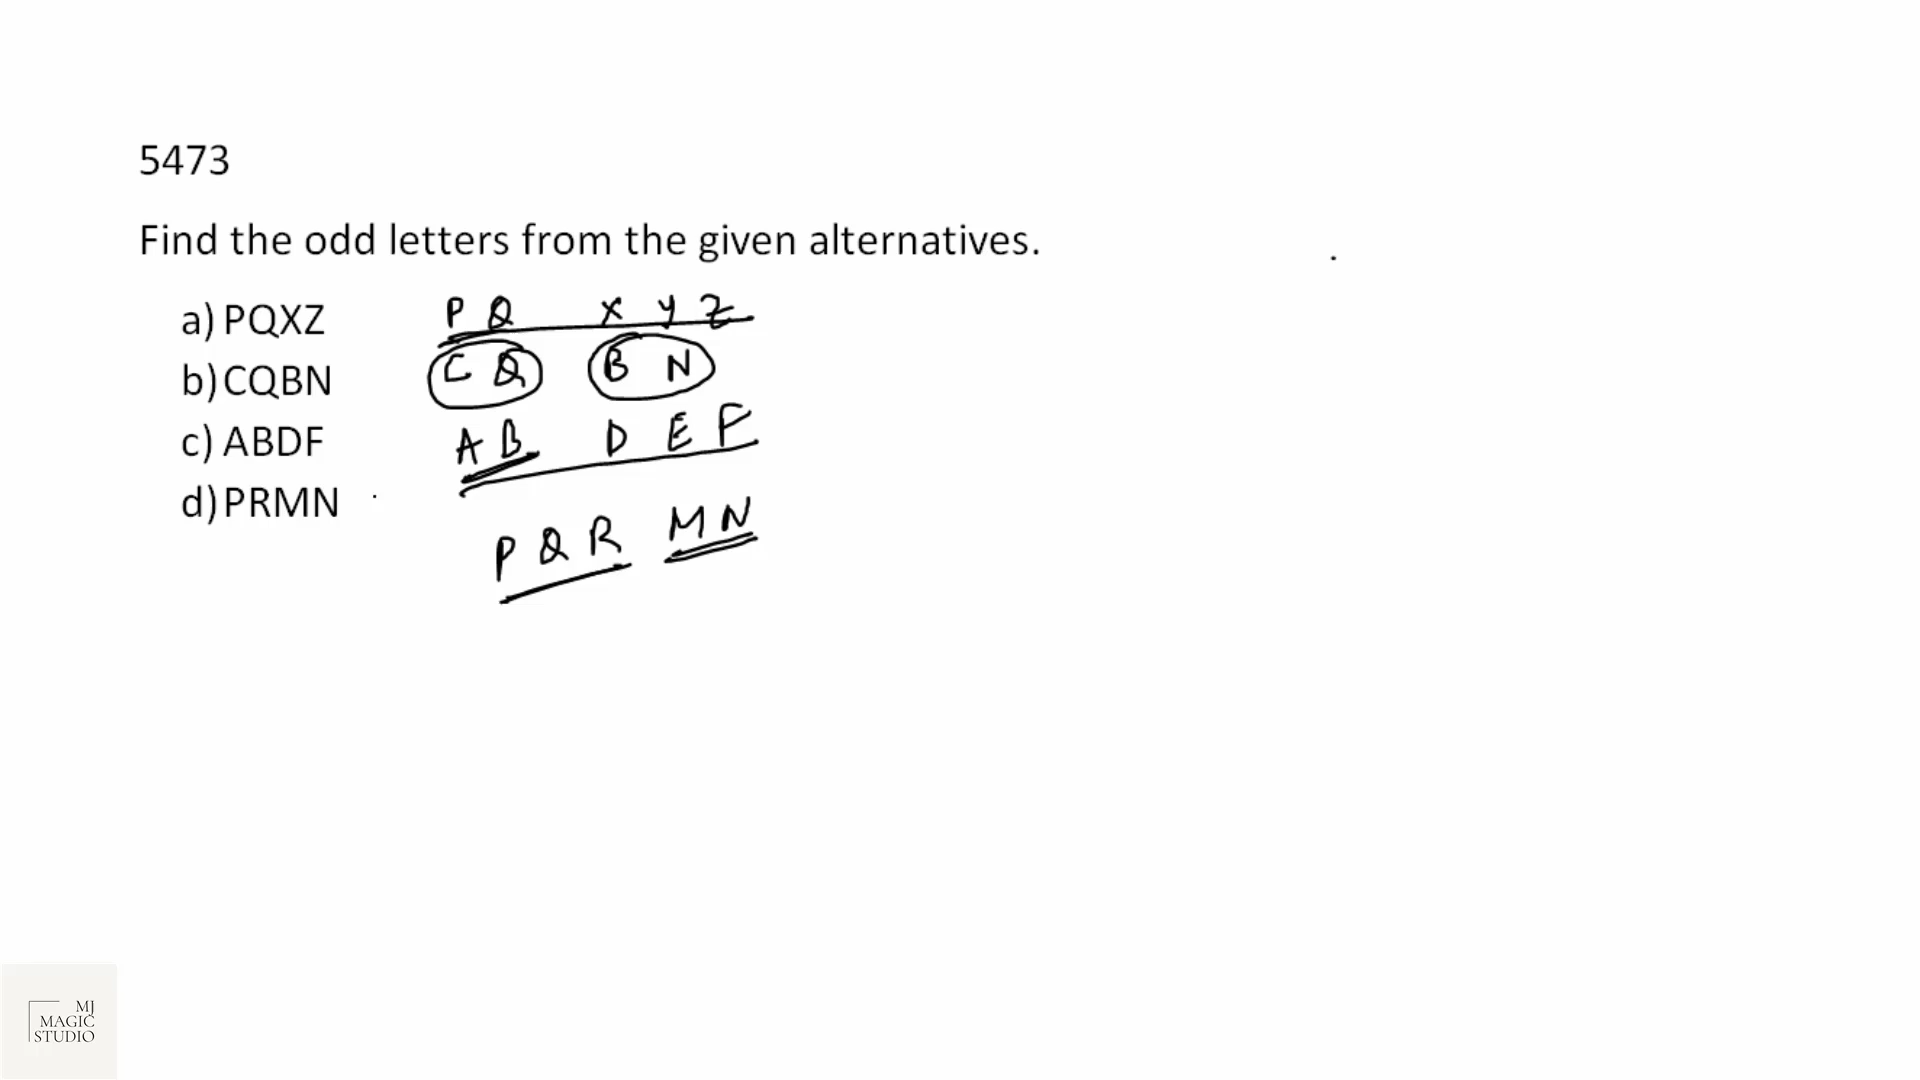 5473
Find the odd letters from the given alternatives.
a) PQXZ P Q X Y Z
b) CQBN C Q B N
c) ABDF A B D E F
d) PRMN
P Q R M N
MJ
MAGIC
STUDIO